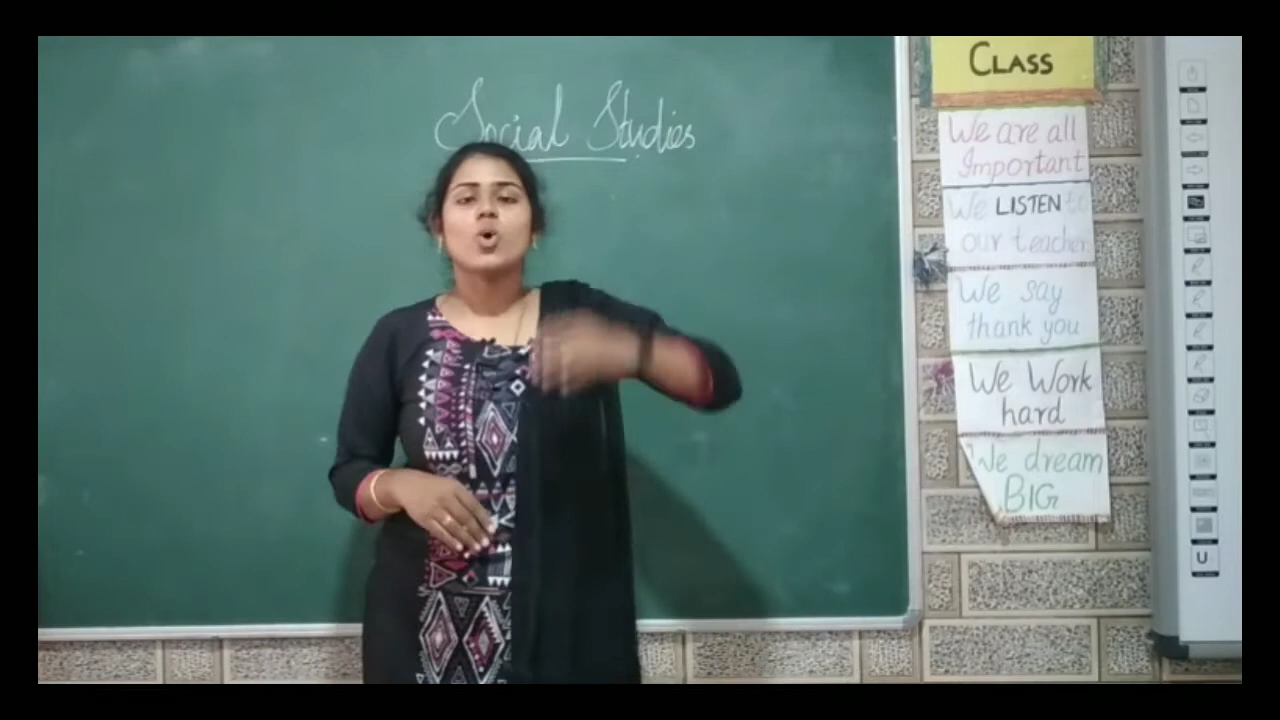 Social Studies
CLASS
We are all
Important
We LISTEN to
our teacher
We say
thank you
We Work
hard
We dream
BIG
U